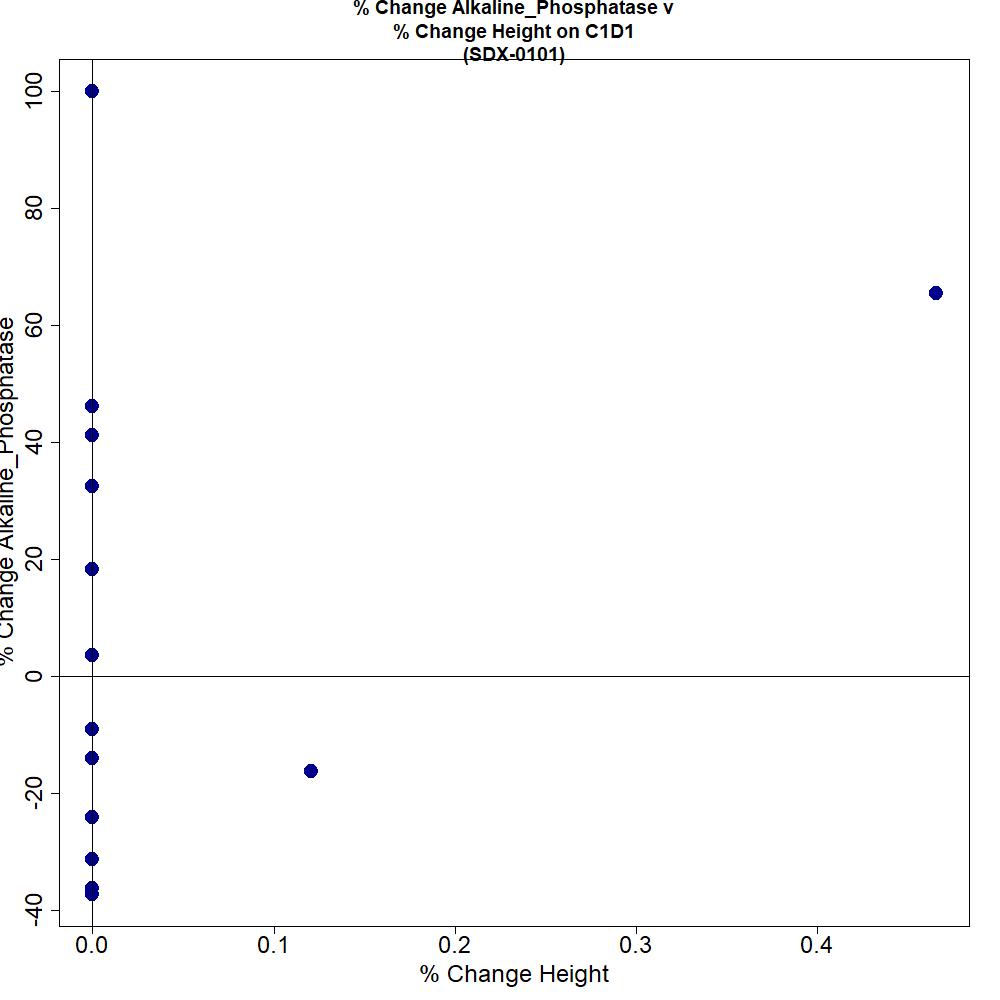 % Change Alkaline_Phosphatase v
% Change Height on C1D1
(SDX-0101)
% Change Alkaline_Phosphatase
100
80
60
40
20
0
-20
-40
0.0
0.1
0.2
0.3
0.4
% Change Height